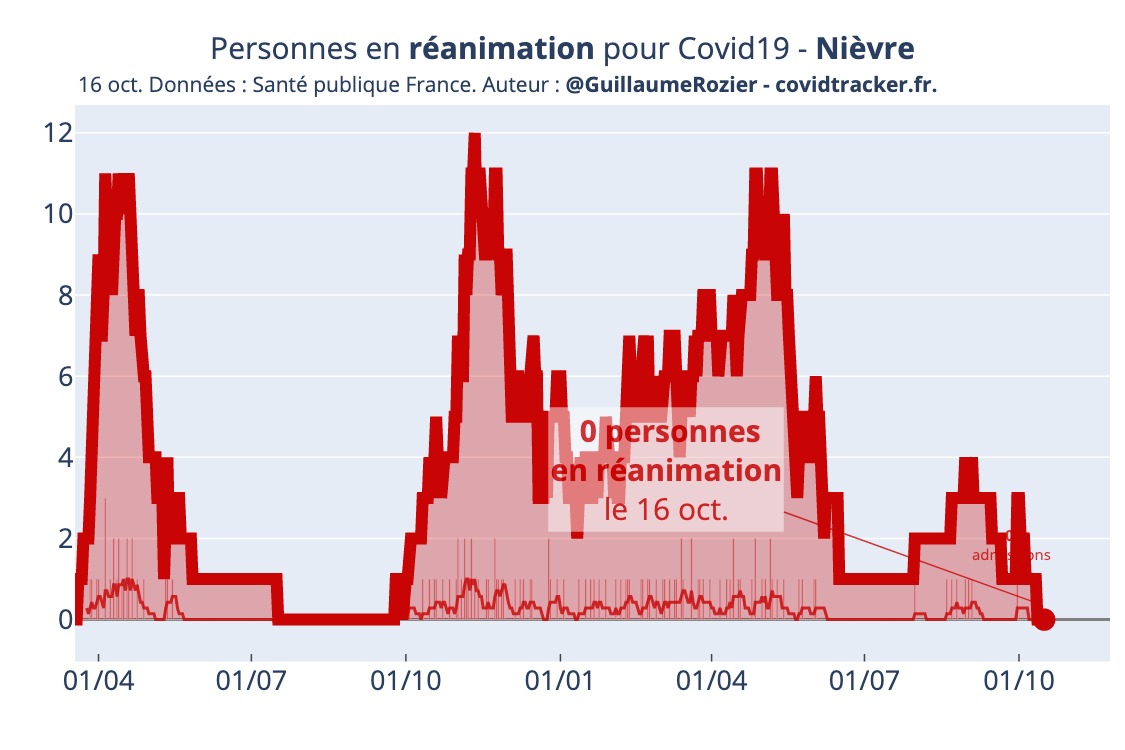 Personnes en réanimation pour Covid19 - Nièvre
16 oct. Données : Santé publique France. Auteur : @GuillaumeRozier - covidtracker.fr.
12
10
8
6
4
2
0
0 personnes
en réanimation
le 16 oct.
0
admissions
01/04
01/07
01/10
01/01
01/04
01/07
01/10